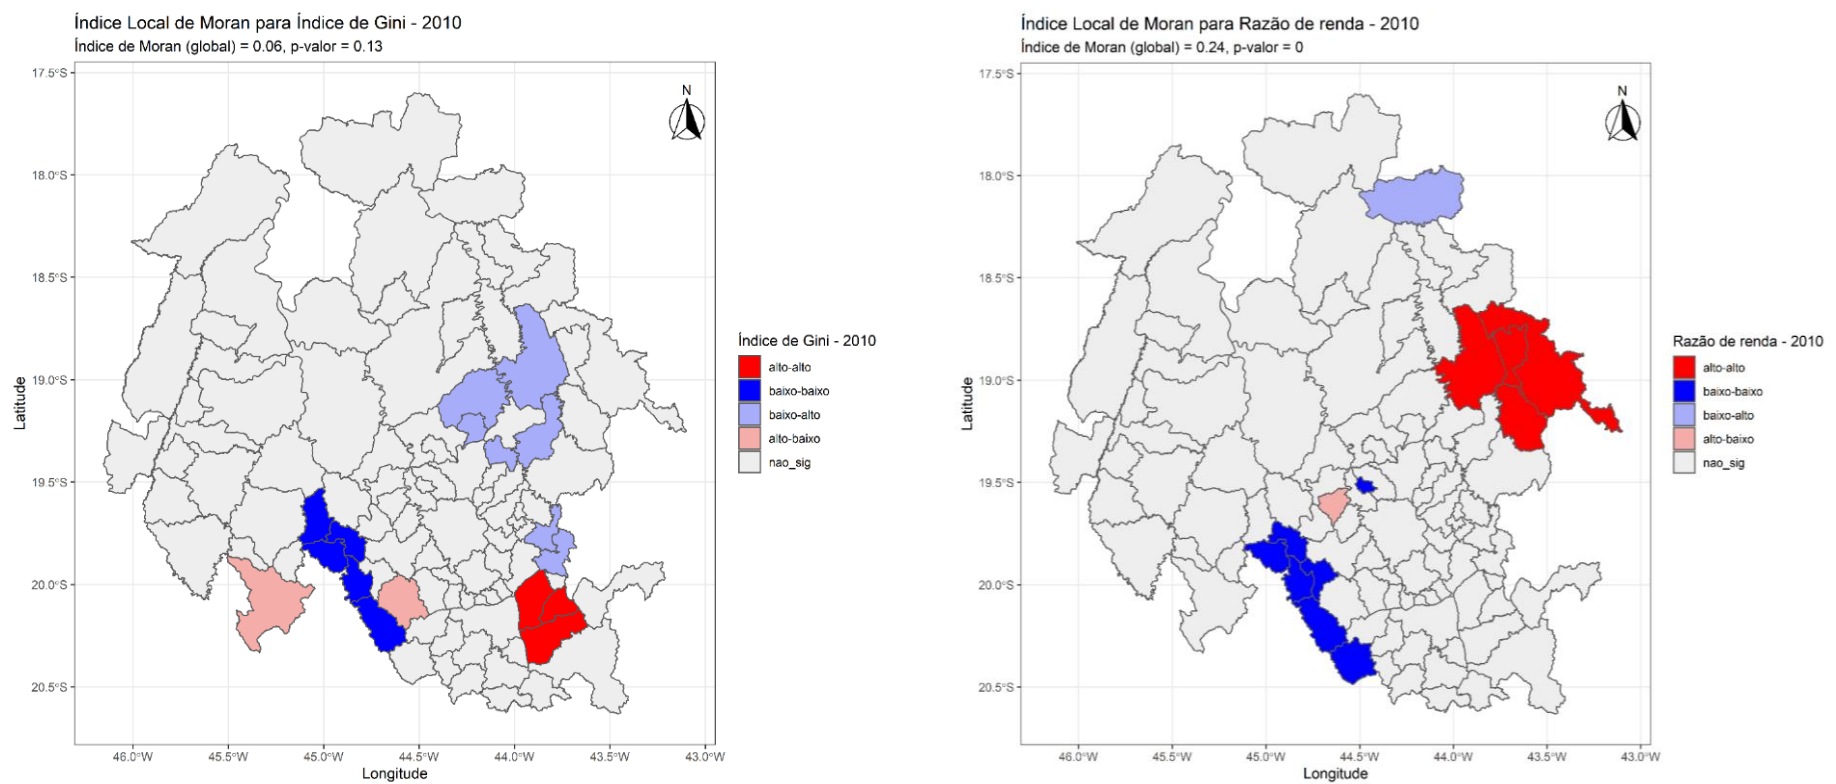 Índice Local de Moran para Índice de Gini - 2010
Índice de Moran (global) = 0.06, p-valor = 0.13
17.5°S
18.0°S
18.5°S
19.0°S
19.5°S
20.0°S
20.5°S
Latitude
N
46.0°W 45.5°W 45.0°W 44.5°W 44.0°W 43.5°W 43.0°W
Longitude
Índice de Gini - 2010
alto-alto
baixo-baixo
baixo-alto
alto-baixo
nao_sig
Índice Local de Moran para Razão de renda - 2010
Índice de Moran (global) = 0.24, p-valor = 0
17.5°S
18.0°S
18.5°S
19.0°S
19.5°S
20.0°S
20.5°S
Latitude
N
46.0°W 45.5°W 45.0°W 44.5°W 44.0°W 43.5°W 43.0°W
Longitude
Razão de renda - 2010
alto-alto
baixo-baixo
baixo-alto
alto-baixo
nao_sig